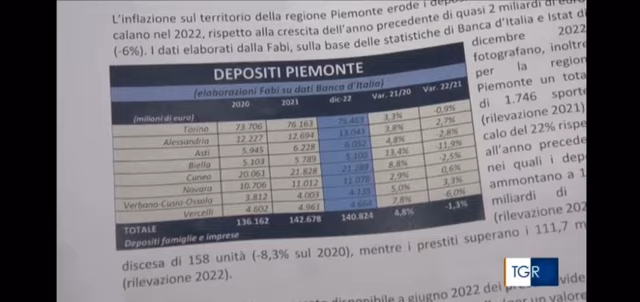 L'inflazione sul territorio della regione Piemonte erode i
calano nel 2022, rispetto alla crescita dell'anno precedente di quasi 2 miliardi di euro
(-6%). I dati elaborati dalla Fabi, sulla base delle statistiche di Banca d'Italia e Istat
dicembre 2022
fotografano, inoltre
per la region
Piemonte un tota
di 1.746 sporte
(rilevazione 2021)
calo del 22% rispe
all'anno precede
nei quali i dep
ammontano a 1
miliardi di
(rilevazione 202
DEPOSITI PIEMONTE
(elaborazioni Fabi su dati Banca d'Italia)
(milioni di euro) 2020 2021 dic-22 Var. 21/20 Var. 22/21
Torino 73.706 76.163 75.463 3,3% -0,9%
Alessandria 12.227 12.694 13.043 3,8% 2,7%
Asti 5.945 6.228 6.052 4,8% -2,8%
Biella 5.103 5.789 5.100 13,4% -11,9%
Cuneo 20.061 21.828 21.289 8,8% -2,5%
Novara 10.706 11.012 11.078 2,9% 0,6%
Verbano-Cusio-Ossola 3.812 4.003 4.135 5,0% 3,3%
Vercelli 4.602 4.961 4.664 7,8% -6,0%
TOTALE 136.162 142.678 140.824 4,8% -1,3%
Depositi famiglie e imprese
discesa di 158 unità (-8,3% sul 2020), mentre i prestiti superano i 111,7 m
(rilevazione 2022).
TGR
disponibile a giugno 2022 dei
un valore